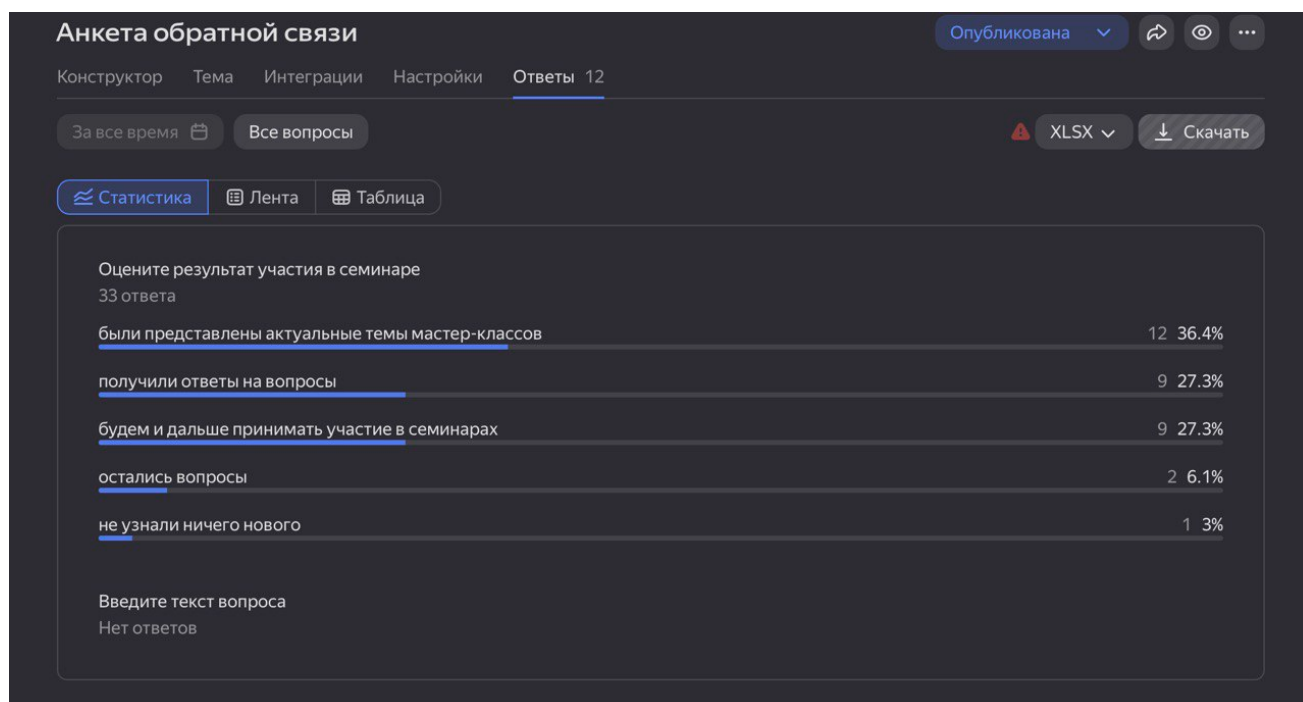 Анкета обратной связи
Опубликована
Конструктор Тема Интеграции Настройки Ответы 12
За все время Все вопросы XLSX Скачать
Статистика Лента Таблица
Оцените результат участия в семинаре
33 ответа
были представлены актуальные темы мастер-классов 12 36.4%
получили ответы на вопросы 9 27.3%
будем и дальше принимать участие в семинарах 9 27.3%
остались вопросы 2 6.1%
не узнали ничего нового 1 3%
Введите текст вопроса
Нет ответов